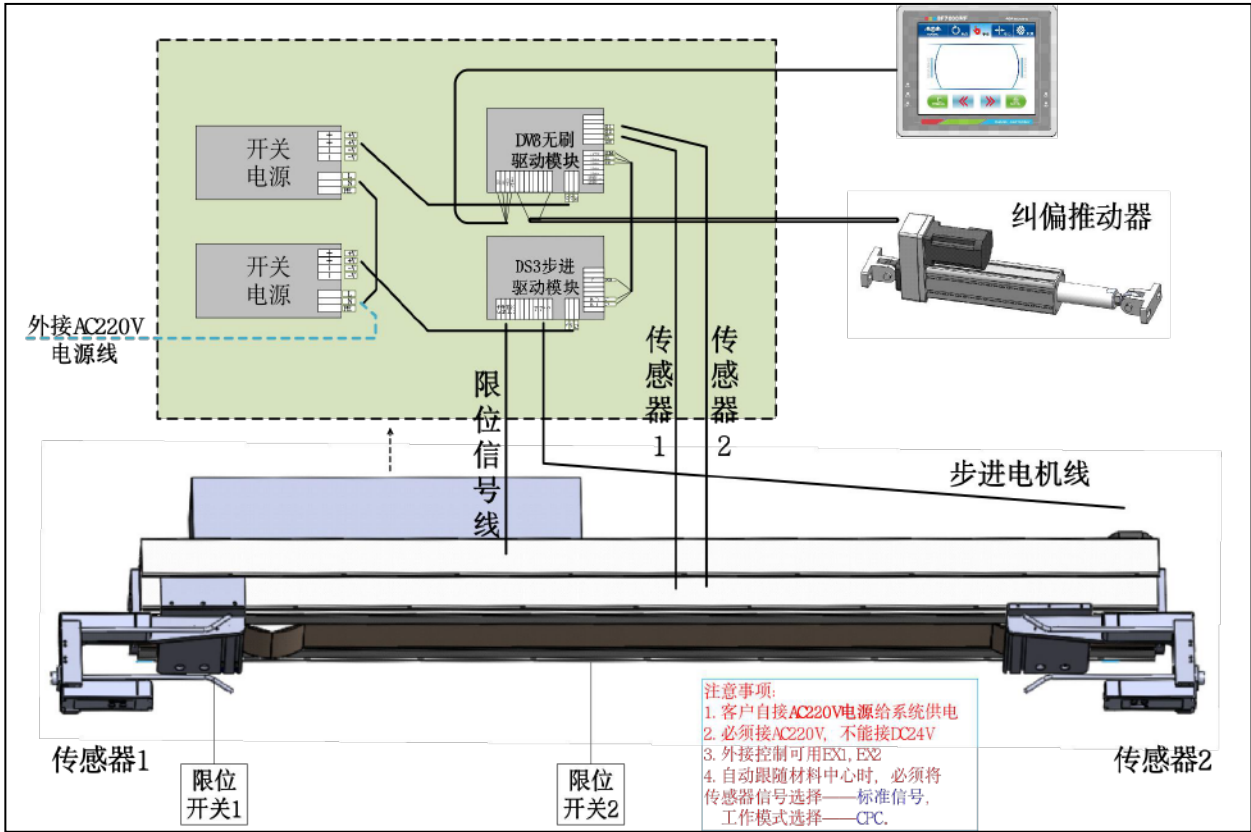 开关
电源
DV8无刷
驱动模块
纠偏推动器
开关
电源
DS3步进
驱动模块
外接AC220V
电源线
限位信号线
传感器1
传感器2
步进电机线
传感器1
限位
开关1
限位
开关2
注意事项:
1. 客户自接AC220V电源给系统供电
2. 必须接AC220V, 不能接DC24V
3. 外接控制可用EX1, EX2
4. 自动跟随材料中心时, 必须将
传感器信号选择——标准信号,
工作模式选择——CPC.
传感器2